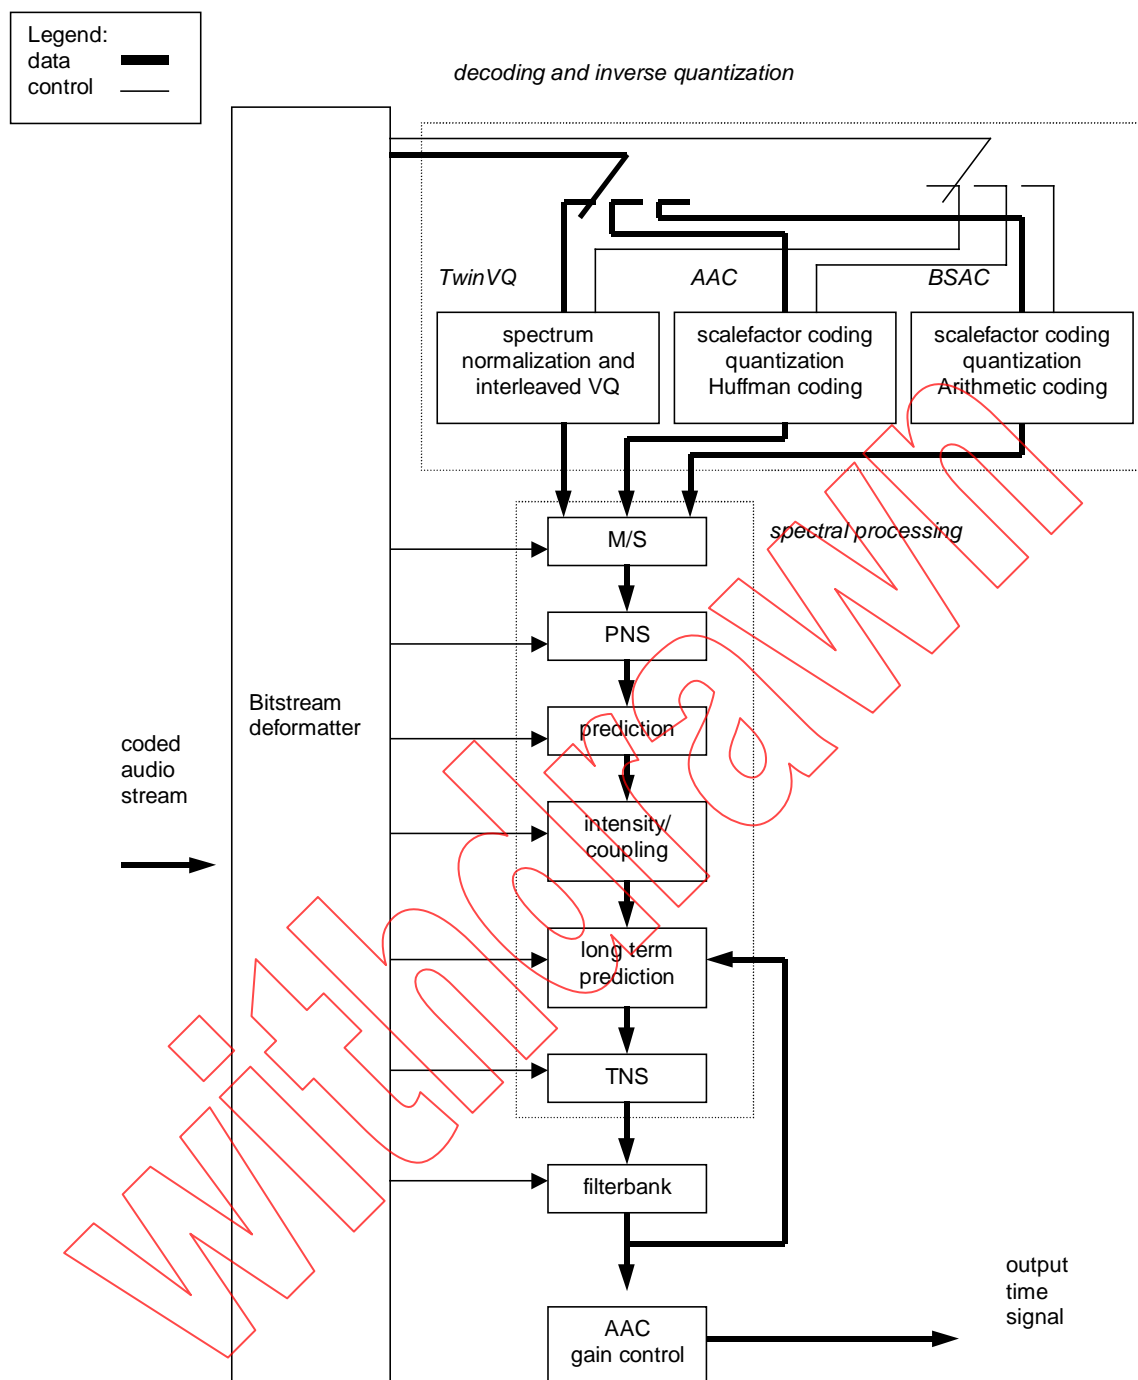 Legend:
data
control
decoding and inverse quantization
TwinVQ
AAC
BSAC
spectrum
normalization and
interleaved VQ
scalefactor coding
quantization
Huffman coding
scalefactor coding
quantization
Arithmetic coding
spectral processing
M/S
PNS
prediction
intensity/
coupling
long term
prediction
TNS
filterbank
AAC
gain control
Bitstream
deformatter
coded
audio
stream
output
time
signal
withdrawn